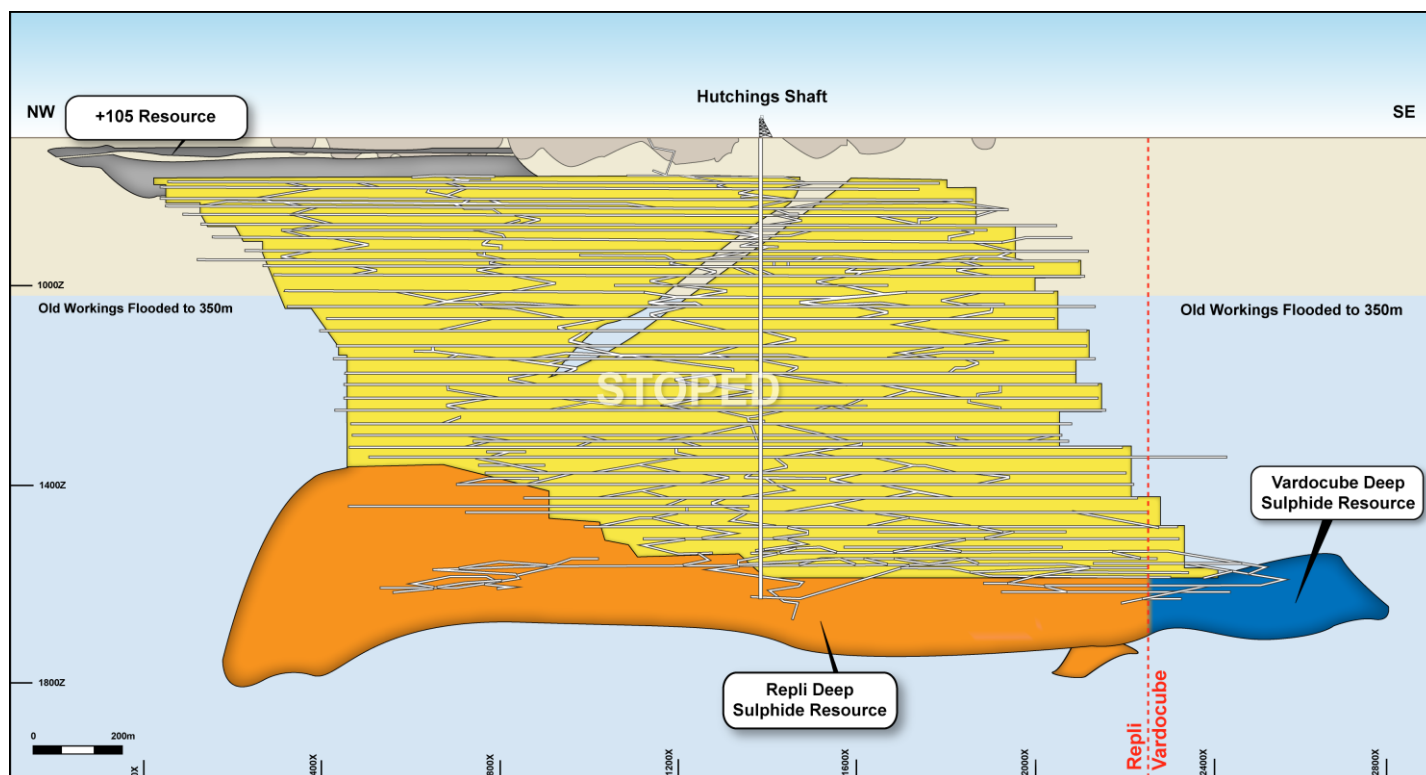 NW
+105 Resource
Hutchings Shaft
SE
1000Z
Old Workings Flooded to 350m
Old Workings Flooded to 350m
STOPED
1400Z
Vardocube Deep
Sulphide Resource
1800Z
Repli Deep
Sulphide Resource
Repli
Vardocube
0
200m
800X
1200X
1600X
2000X
2400X
2800X